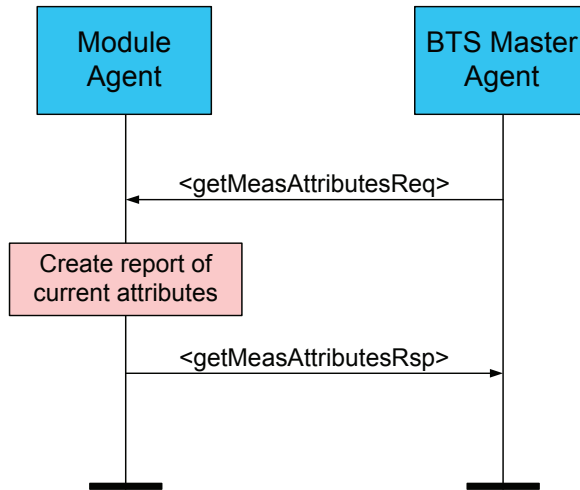 Module
Agent
BTS Master
Agent
<getMeasAttributesReq>
Create report of
current attributes
<getMeasAttributesRsp>